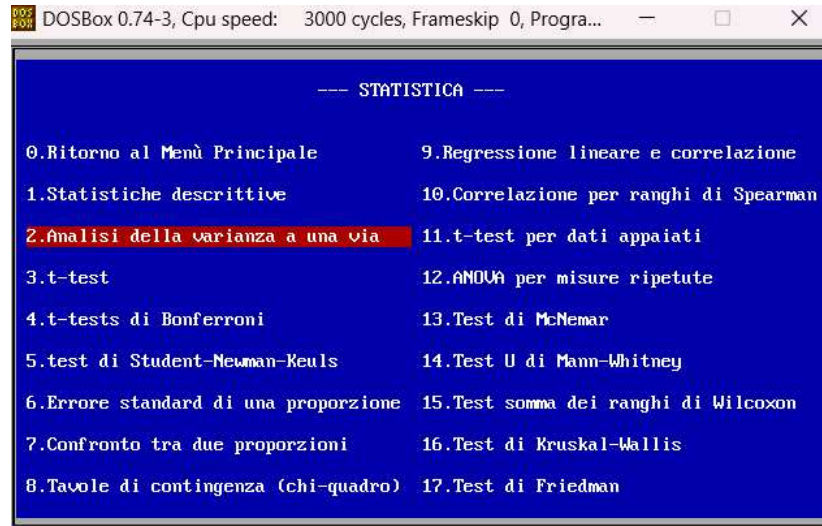 DOS BOX DOSBox 0.74-3, Cpu speed: 3000 cycles, Frameskip 0, Progra...
--- STATISTICA ---
0.Ritorno al Menù Principale
1.Statistiche descrittive
2.Analisi della varianza a una via
3.t-test
4.t-tests di Bonferroni
5.test di Student-Newman-Keuls
6.Errore standard di una proporzione
7.Confronto tra due proporzioni
8.Tavole di contingenza (chi-quadro)
9.Regressione lineare e correlazione
10.Correlazione per ranghi di Spearman
11.t-test per dati appaiati
12.ANOVA per misure ripetute
13.Test di McNemar
14.Test U di Mann-Whitney
15.Test somma dei ranghi di Wilcoxon
16.Test di Kruskal-Wallis
17.Test di Friedman